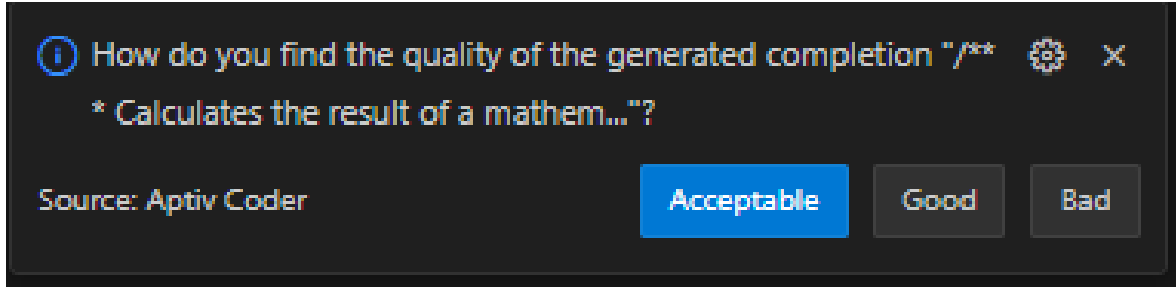 How do you find the quality of the generated completion "/**
* Calculates the result of a mathem..."?
Source: Aptiv Coder
Acceptable
Good
Bad